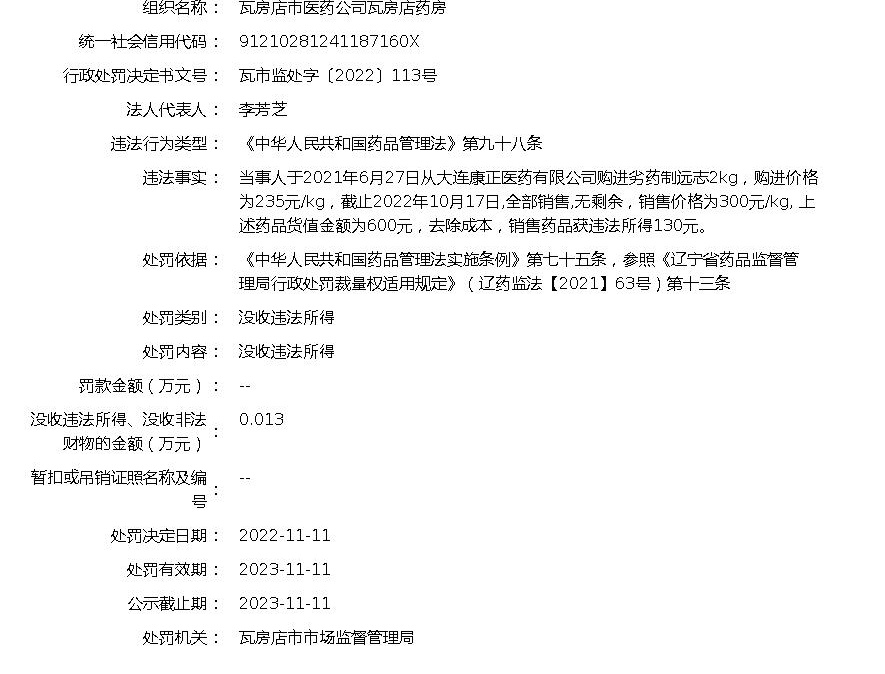 组织名称： 瓦房店市医药公司瓦房店药房
统一社会信用代码： 91210281241187160X
行政处罚决定书文号： 瓦市监处字〔2022〕113号
法人代表人： 李芳芝
违法行为类型： 《中华人民共和国药品管理法》第九十八条
违法事实： 当事人于2021年6月27日从大连康正医药有限公司购进劣药制远志2kg，购进价格
为235元/kg，截止2022年10月17日,全部销售,无剩余，销售价格为300元/kg, 上
述药品货值金额为600元，去除成本，销售药品获违法所得130元。
处罚依据： 《中华人民共和国药品管理法实施条例》第七十五条，参照《辽宁省药品监督管
理局行政处罚裁量权适用规定》（辽药监法【2021】63号）第十三条
处罚类别： 没收违法所得
处罚内容： 没收违法所得
罚款金额（万元）： --
没收违法所得、没收非法
财物的金额（万元）： 0.013
暂扣或吊销证照名称及编
号： --
处罚决定日期： 2022-11-11
处罚有效期： 2023-11-11
公示截止期： 2023-11-11
处罚机关： 瓦房店市市场监督管理局